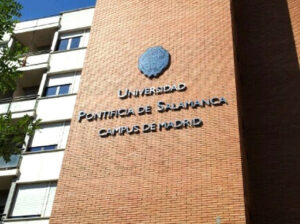 UNIVERSIDAD
PONTIFICIA DE SALAMANCA
CAMPUS DE MADRID